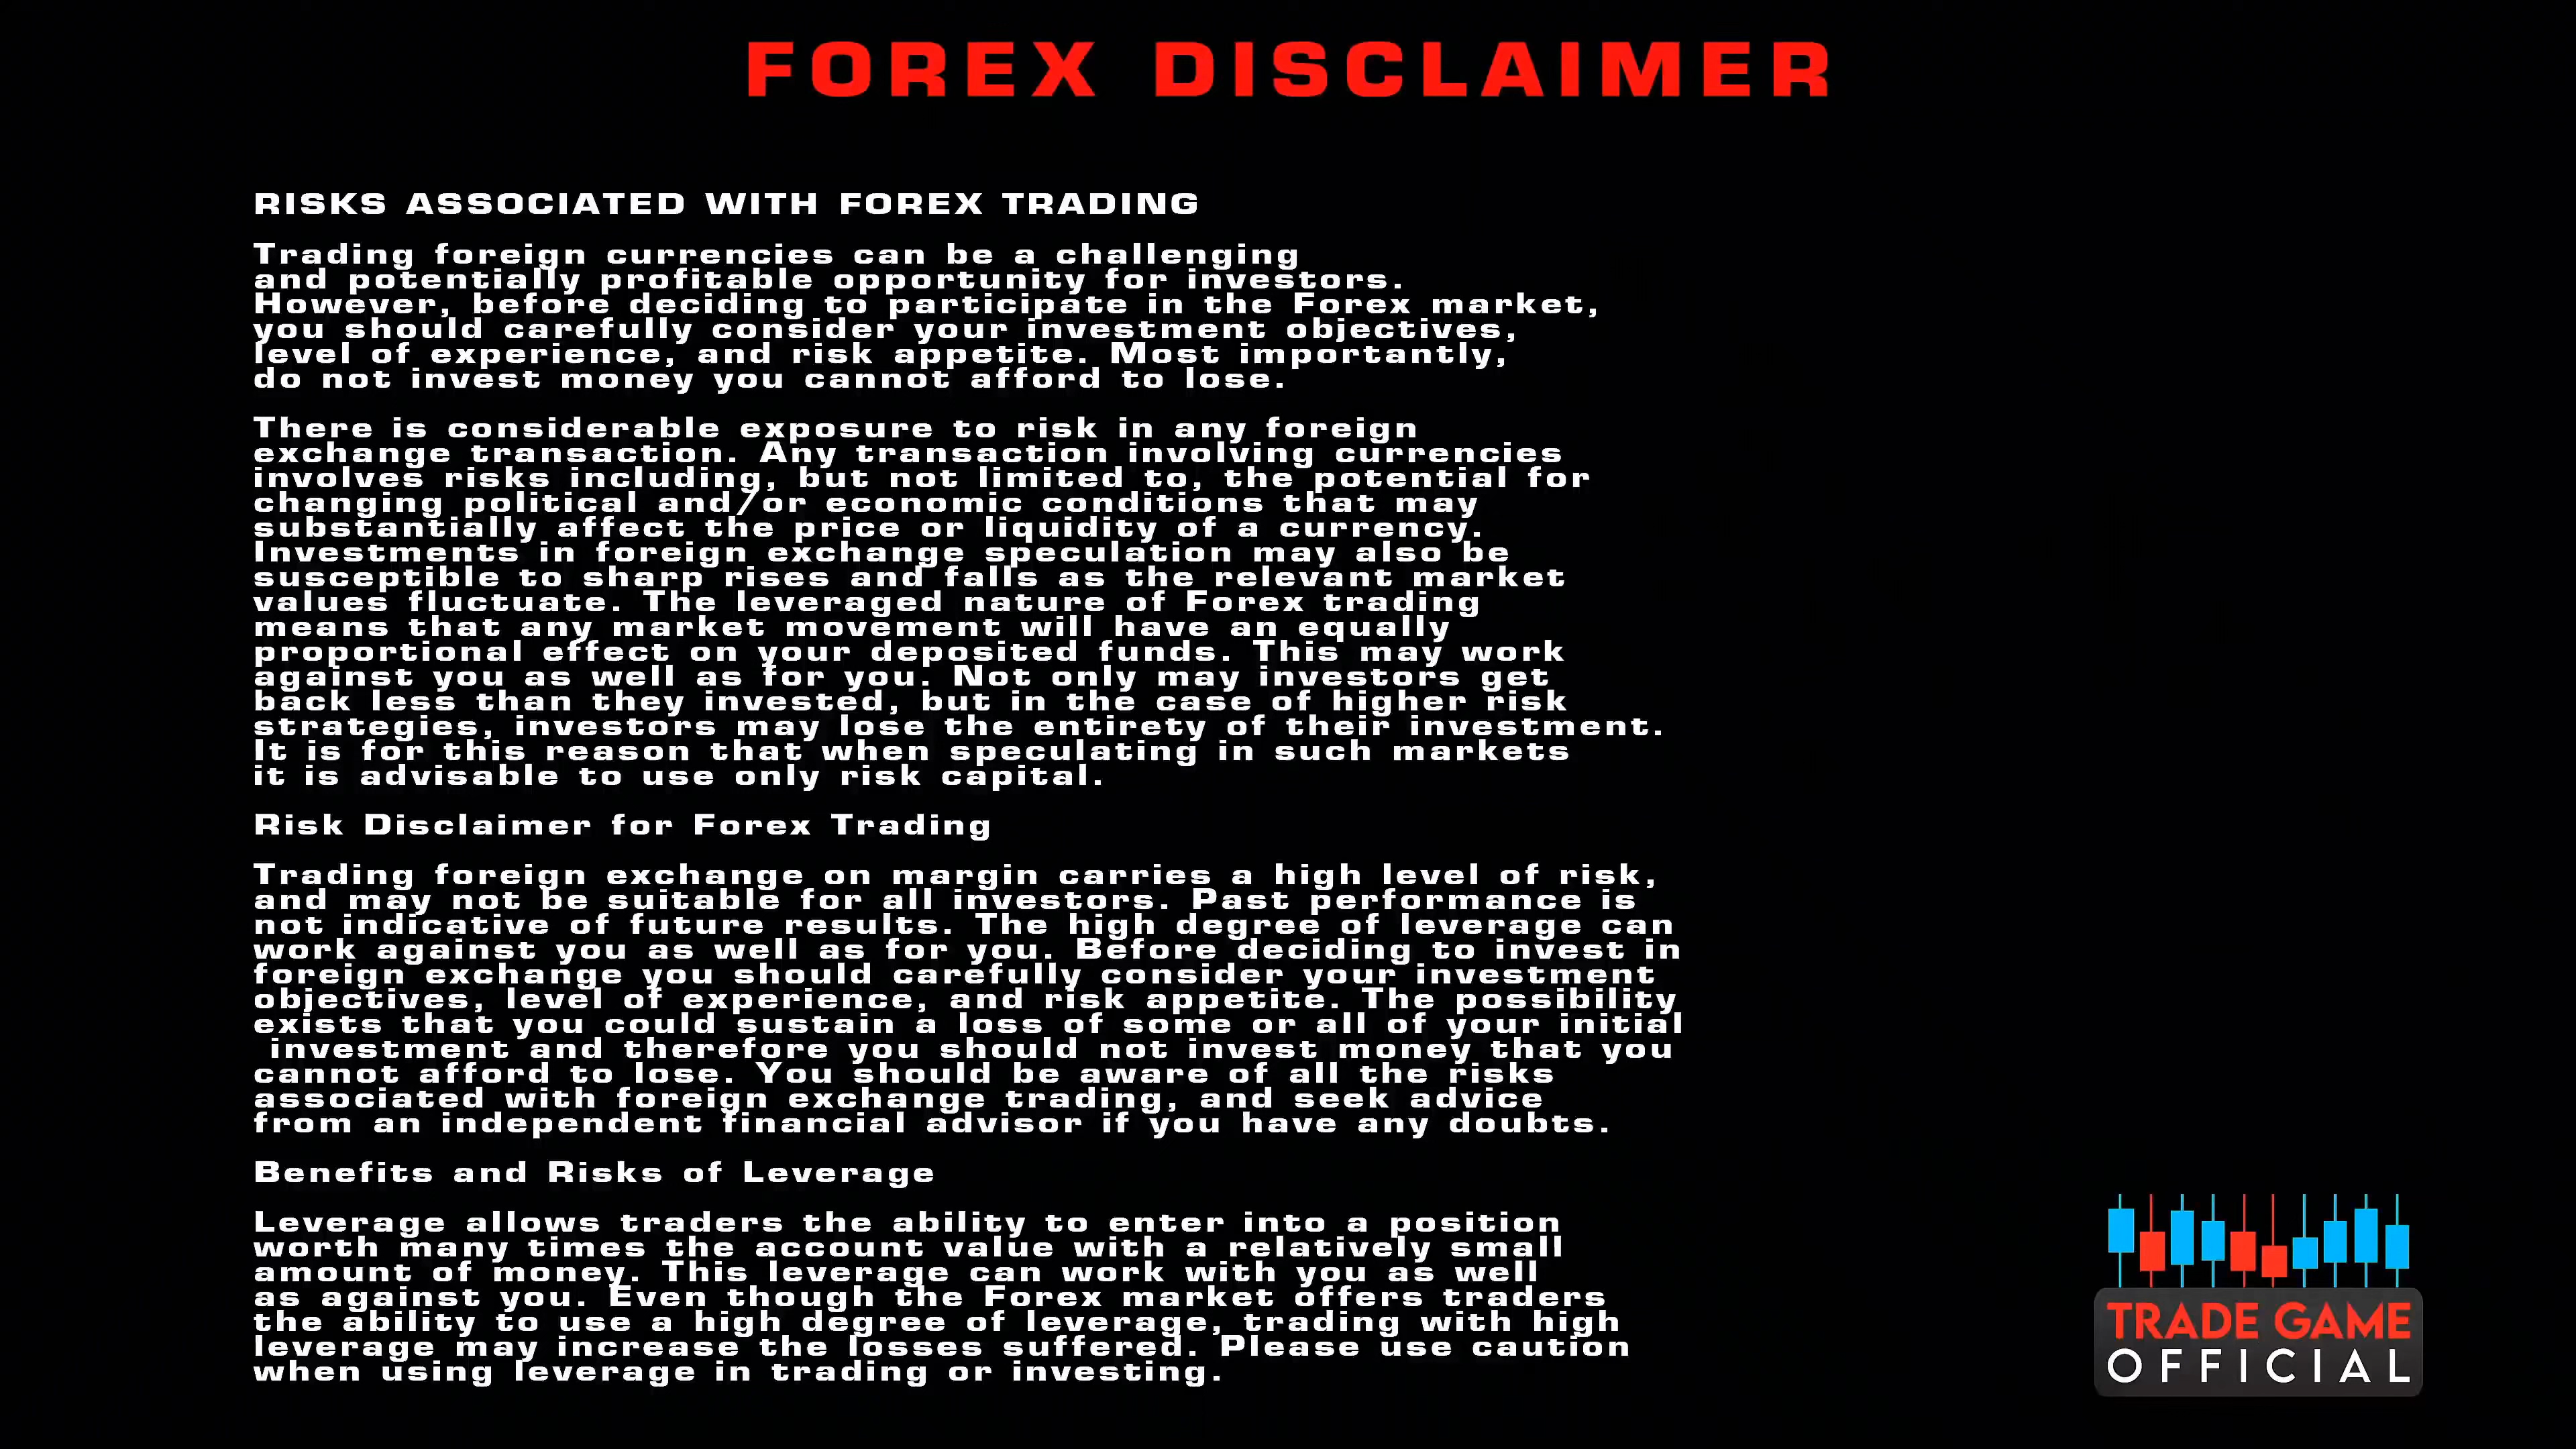 FOREX DISCLAIMER
RISKS ASSOCIATED WITH FOREX TRADING
Trading foreign currencies can be a challenging
and potentially profitable opportunity for investors.
However, before deciding to participate in the Forex market,
you should carefully consider your investment objectives,
level of experience, and risk appetite. Most importantly,
do not invest money you cannot afford to lose.
There is considerable exposure to risk in any foreign
exchange transaction. Any transaction involving currencies
involves risks including, but not limited to, the potential for
changing political and/or economic conditions that may
substantially affect the price or liquidity of a currency.
Investments in foreign exchange speculation may also be
susceptible to sharp rises and falls as the relevant market
values fluctuate. The leveraged nature of Forex trading
means that any market movement will have an equally
proportional effect on your deposited funds. This may work
against you as well as for you. Not only may investors get
back less than they invested, but in the case of higher risk
strategies, investors may lose the entirety of their investment.
It is for this reason that when speculating in such markets
it is advisable to use only risk capital.
Risk Disclaimer for Forex Trading
Trading foreign exchange on margin carries a high level of risk,
and may not be suitable for all investors. Past performance is
not indicative of future results. The high degree of leverage can
work against you as well as for you. Before deciding to invest in
foreign exchange you should carefully consider your investment
objectives, level of experience, and risk appetite. The possibility
exists that you could sustain a loss of some or all of your initial
investment and therefore you should not invest money that you
cannot afford to lose. You should be aware of all the risks
associated with foreign exchange trading, and seek advice
from an independent financial advisor if you have any doubts.
Benefits and Risks of Leverage
Leverage allows traders the ability to enter into a position
worth many times the account value with a relatively small
amount of money. This leverage can work with you as well
as against you. Even though the Forex market offers traders
the ability to use a high degree of leverage, trading with high
leverage may increase the losses suffered. Please use caution
when using leverage in trading or investing.
TRADE GAME
OFFICIAL